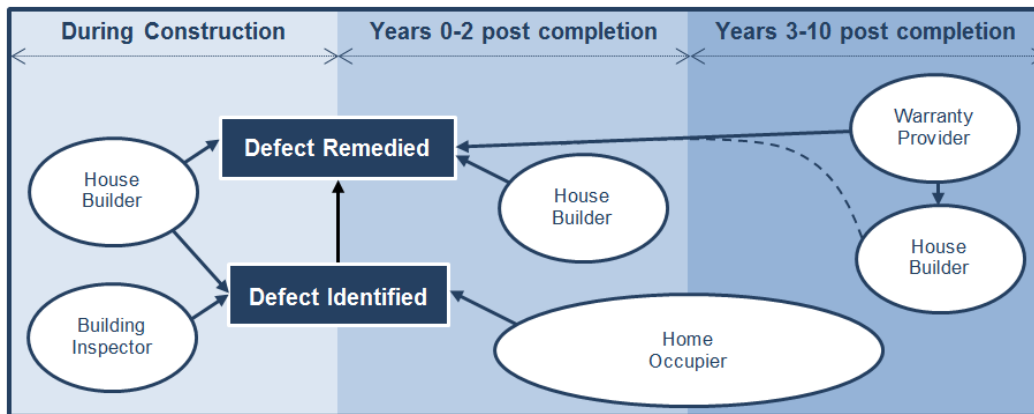 During Construction
Years 0-2 post completion
Years 3-10 post completion
Warranty
Provider
Defect Remedied
House
Builder
House
Builder
House
Builder
Defect Identified
Building
Inspector
Home
Occupier